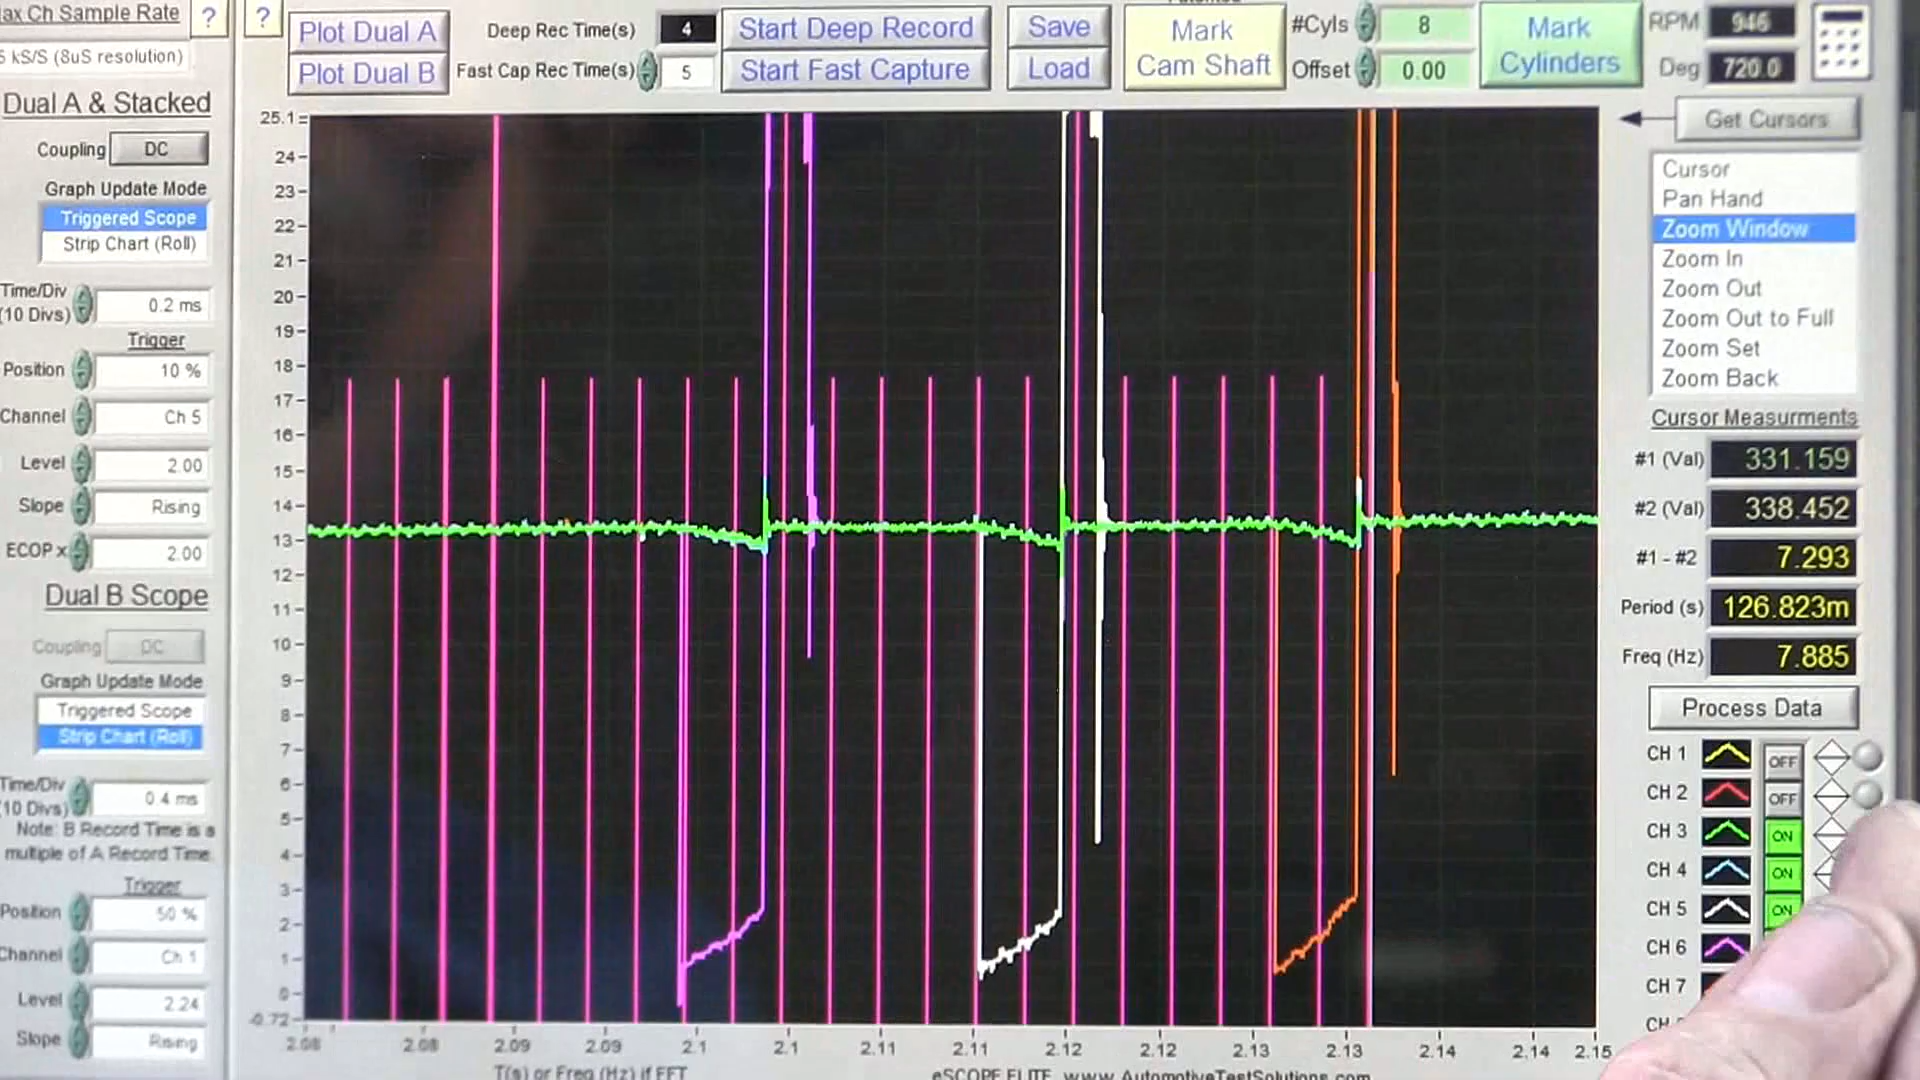 ax Ch Sample Rate
?
?
5 kS/S (8uS resolution)
Plot Dual A
Plot Dual B
Deep Rec Time(s)
4
Fast Cap Rec Time(s)
5
Start Deep Record
Start Fast Capture
Save
Load
Mark
Cam Shaft
#Cyls
8
Offset
0.00
Mark
Cylinders
RPM
946
Deg
720.0
Dual A & Stacked
Coupling
DC
Graph Update Mode
Triggered Scope
Strip Chart (Roll)
Time/Div
(10 Divs)
0.2 ms
Trigger
Position
10 %
Channel
Ch 5
Level
2.00
Slope
Rising
ECOP x
2.00
Dual B Scope
Coupling
DC
Graph Update Mode
Triggered Scope
Strip Chart (Roll)
Time/Div
(10 Divs)
0.4 ms
Note: B Record Time is a
multiple of A Record Time.
Trigger
Position
50 %
Channel
Ch 1
Level
2.24
Slope
Rising
25.1
24
23
22
21
20
19
18
17
16
15
14
13
12
11
10
9
8
7
6
5
4
3
2
1
0
-0.72
2.08
2.08
2.09
2.09
2.1
2.1
2.11
2.11
2.12
2.12
2.13
2.13
2.14
2.14
2.15
T(s) or Freq (Hz) if FFT
eSCOPE ELITE www.AutomotiveTestSolutions.com
Get Cursors
Cursor
Pan Hand
Zoom Window
Zoom In
Zoom Out
Zoom Out to Full
Zoom Set
Zoom Back
Cursor Measurments
#1 (Val)
331.159
#2 (Val)
338.452
#1 - #2
7.293
Period (s)
126.823m
Freq (Hz)
7.885
Process Data
CH 1
OFF
CH 2
OFF
CH 3
ON
CH 4
ON
CH 5
ON
CH 6
CH 7